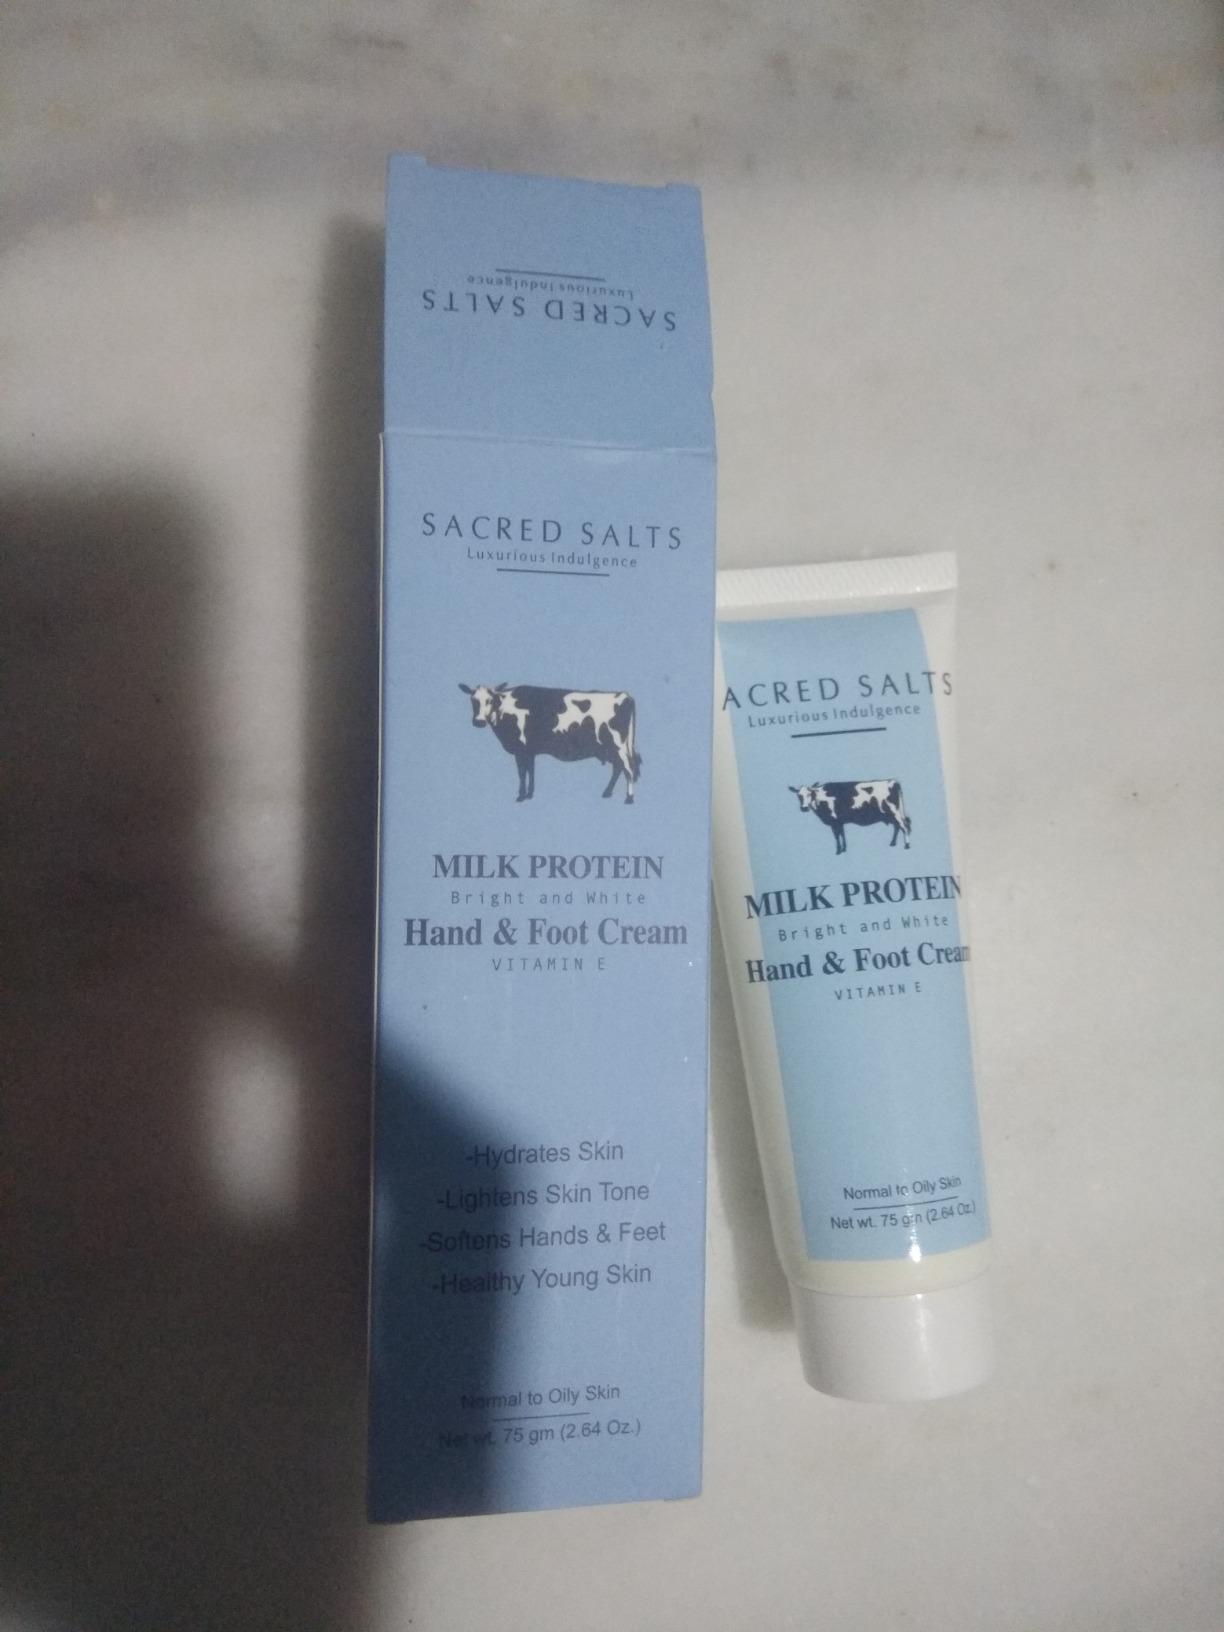 SACRED SALTS
Luxurious Indulgence
SACRED SALTS
Luxurious Indulgence
MILK PROTEIN
Bright and White
Hand & Foot Cream
VITAMIN E
-Hydrates Skin
-Lightens Skin Tone
-Softens Hands & Feet
-Healthy Young Skin
Normal to Oily Skin
Net wt. 75 gm (2.64 Oz.)
ACRED SALTS
Luxurious Indulgence
MILK PROTEIN
Bright and White
Hand & Foot Cream
VITAMIN E
Normal to Oily Skin
Net wt. 75 gm (2.64 Oz.)